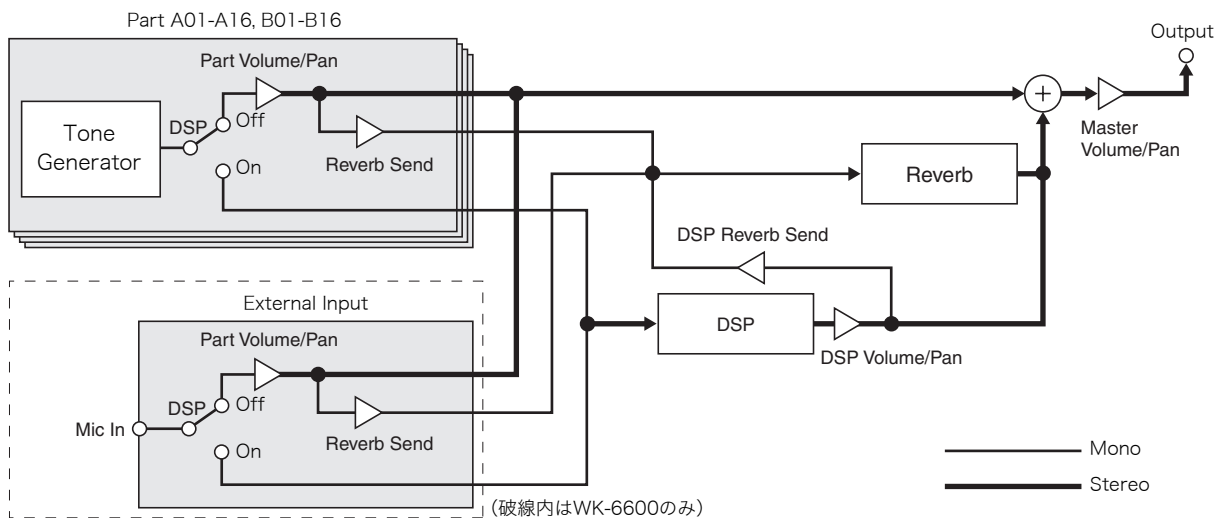 Part A01-A16, B01-B16
Output
Part Volume/Pan
DSP
Off
Tone
Generator
Reverb Send
On
+
Master
Volume/Pan
Reverb
DSP Reverb Send
External Input
Part Volume/Pan
DSP
DSP Volume/Pan
DSP
Off
Mic In
Reverb Send
On
Mono
Stereo
(破線内はWK-6600のみ)